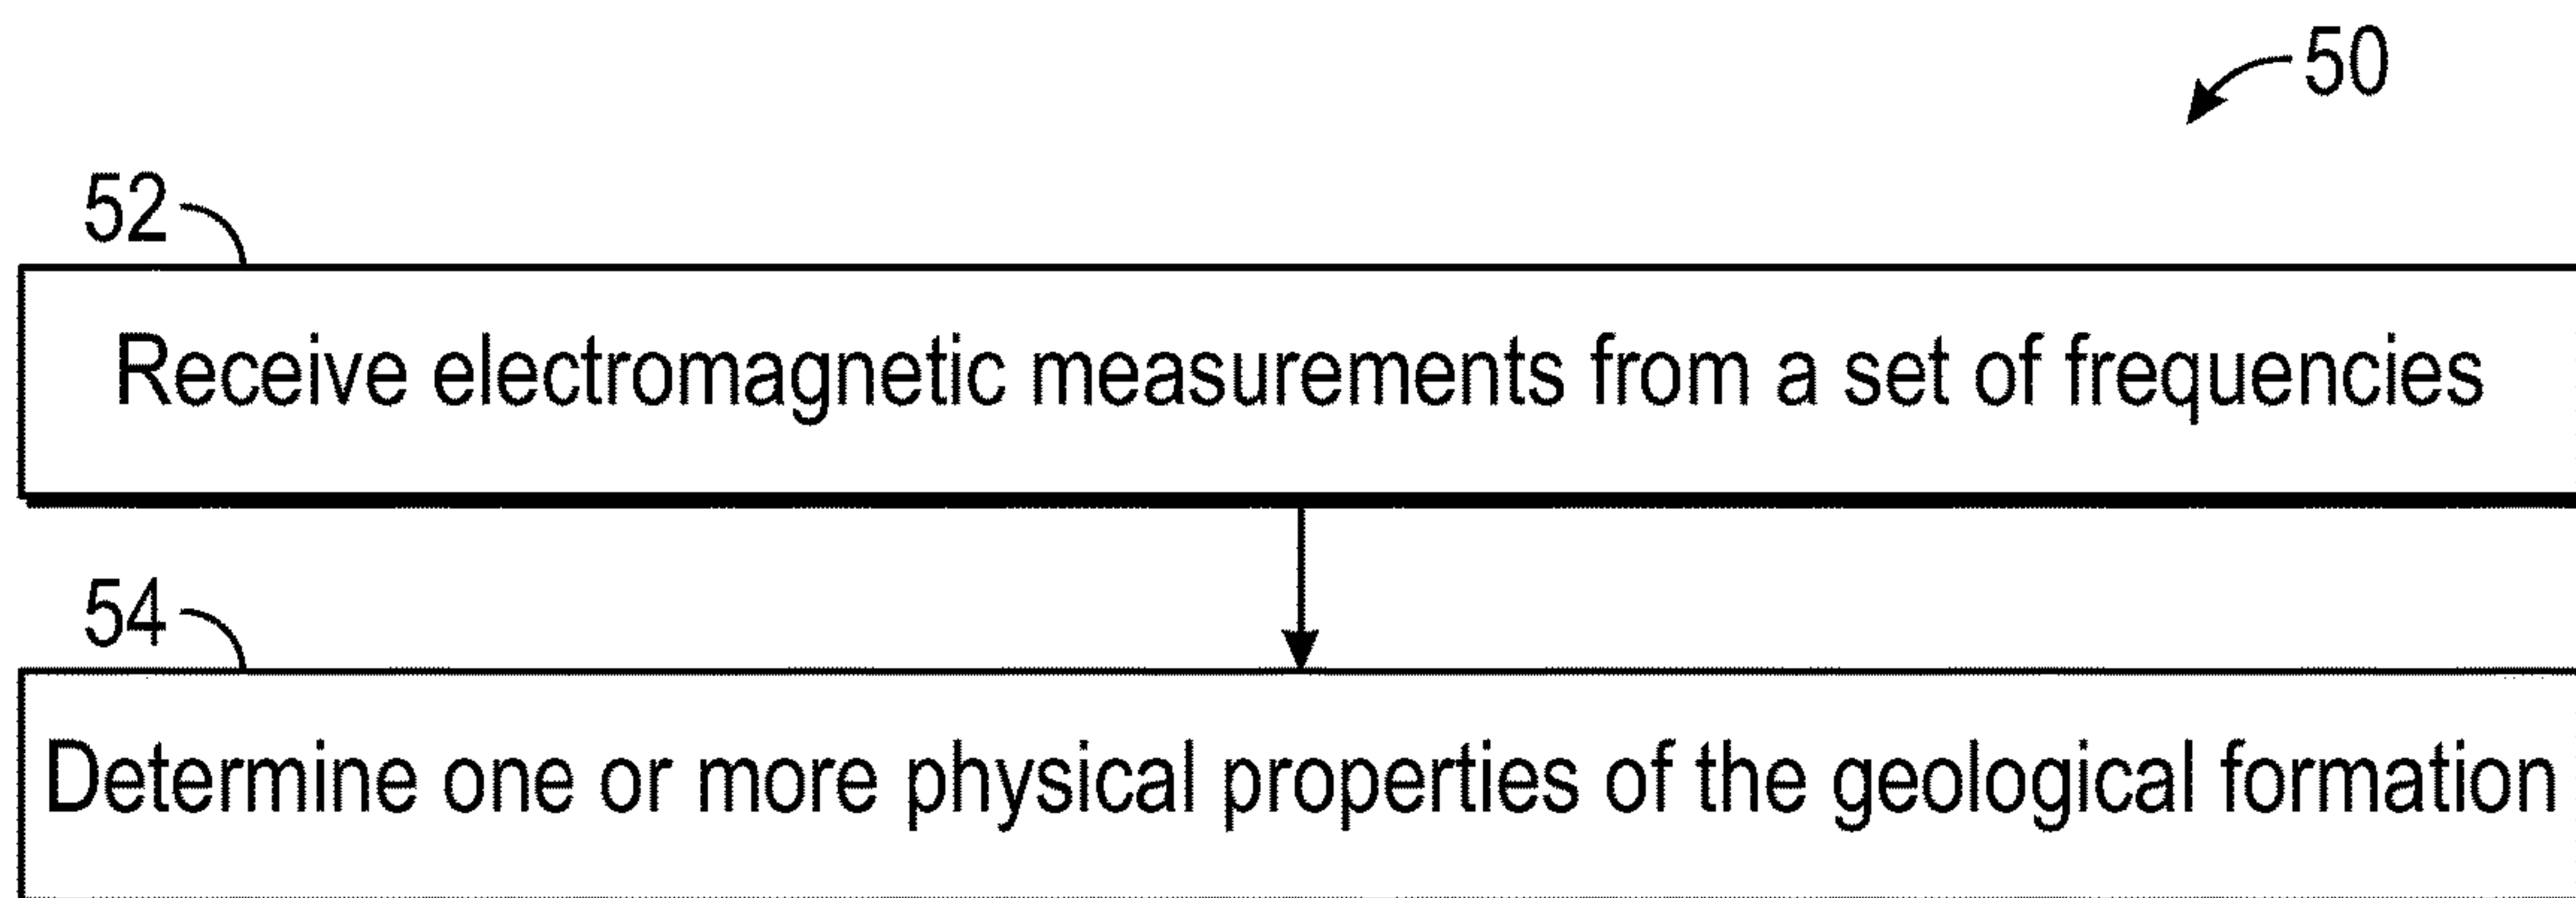 50
52
Receive electromagnetic measurements from a set of frequencies
54
Determine one or more physical properties of the geological formation